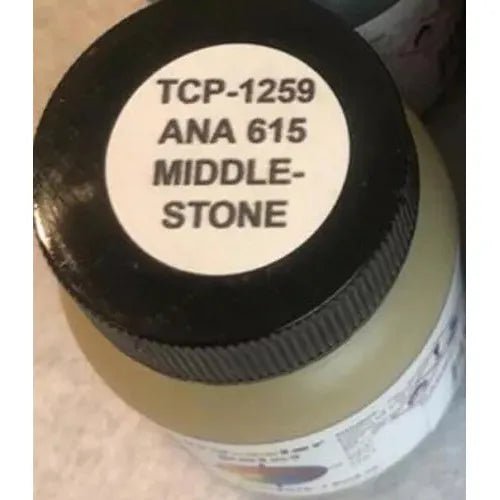 TCP-1259
ANA 615
MIDDLE-
STONE